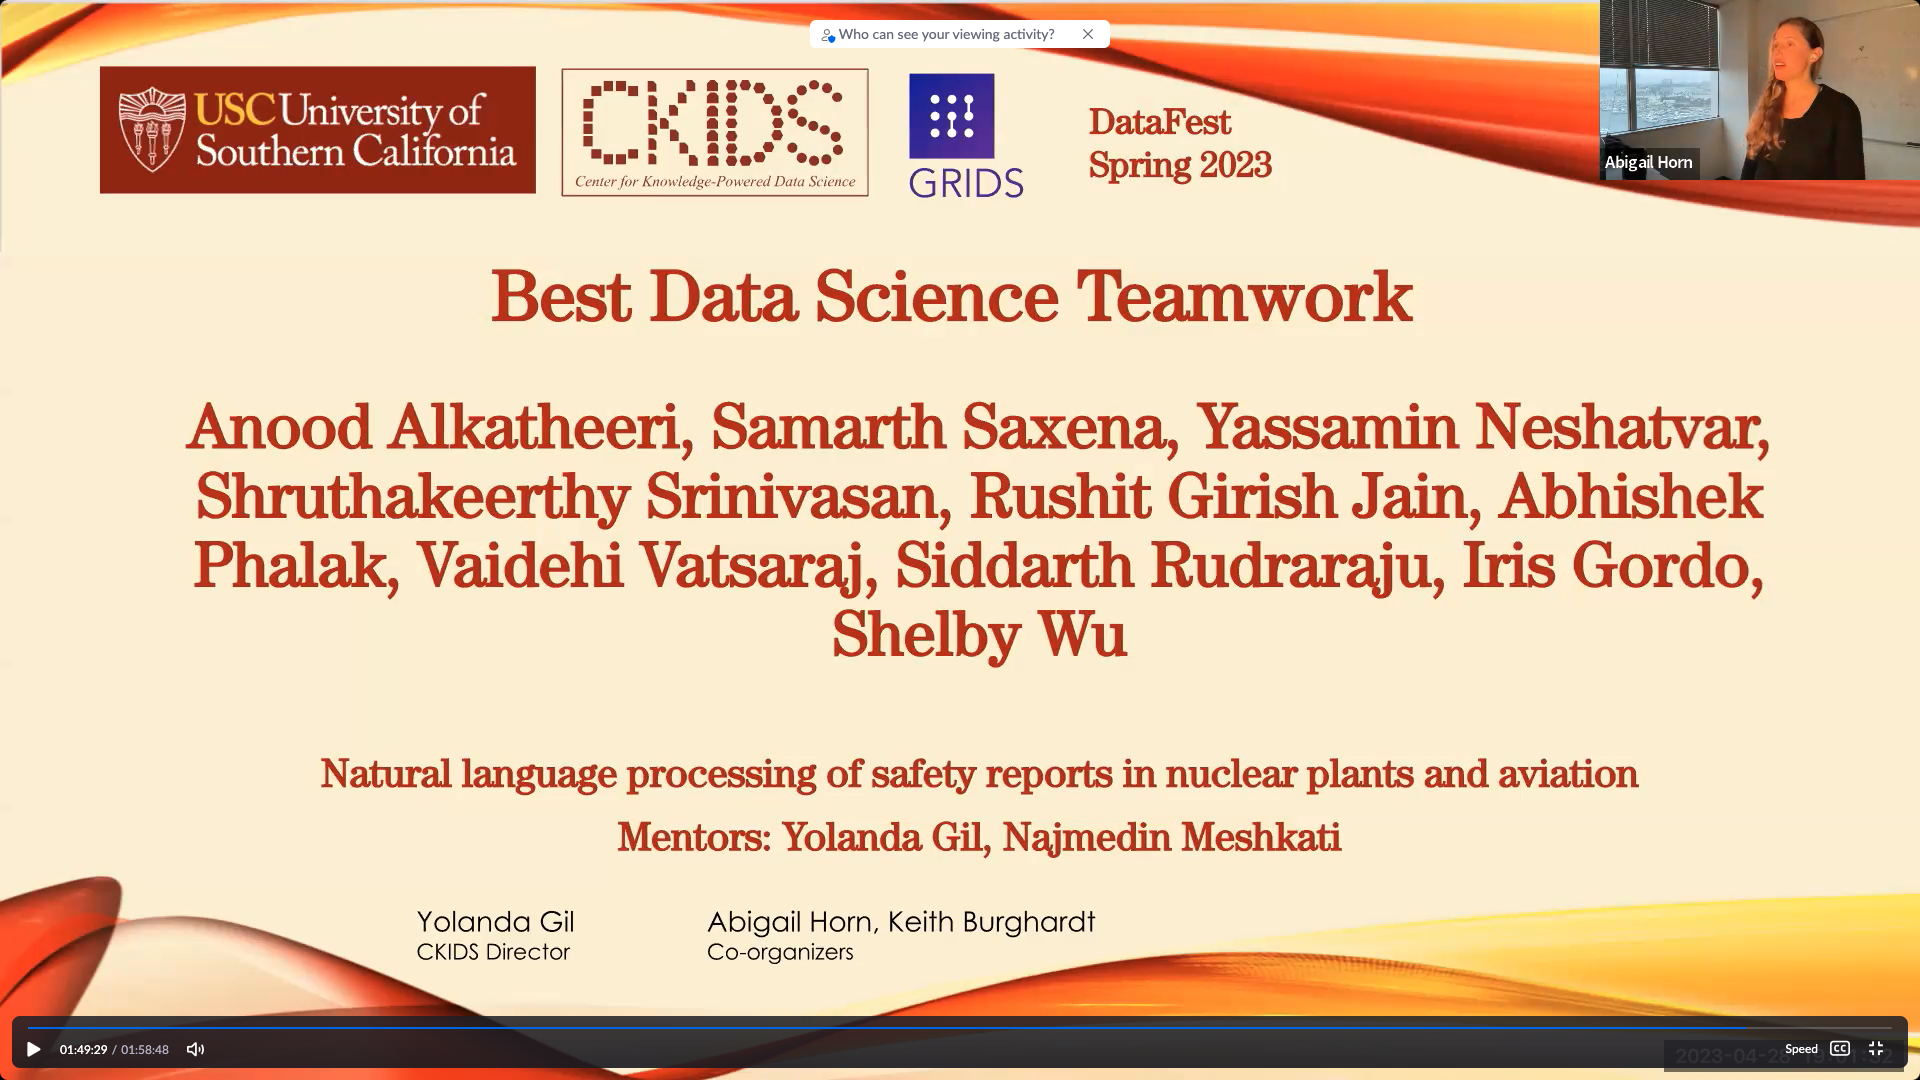 Who can see your viewing activity?
USC University of
Southern California
CKIDS
Center for Knowledge-Powered Data Science
GRIDS
DataFest
Spring 2023
Abigail Horn
Best Data Science Teamwork
Anood Alkatheeri, Samarth Saxena, Yassamin Neshatvar,
Shruthakeerthy Srinivasan, Rushit Girish Jain, Abhishek
Phalak, Vaidehi Vatsaraj, Siddarth Rudraraju, Iris Gordo,
Shelby Wu
Natural language processing of safety reports in nuclear plants and aviation
Mentors: Yolanda Gil, Najmedin Meshkati
Yolanda Gil
CKIDS Director
Abigail Horn, Keith Burghardt
Co-organizers
01:49:29 / 01:58:48
Speed
CC